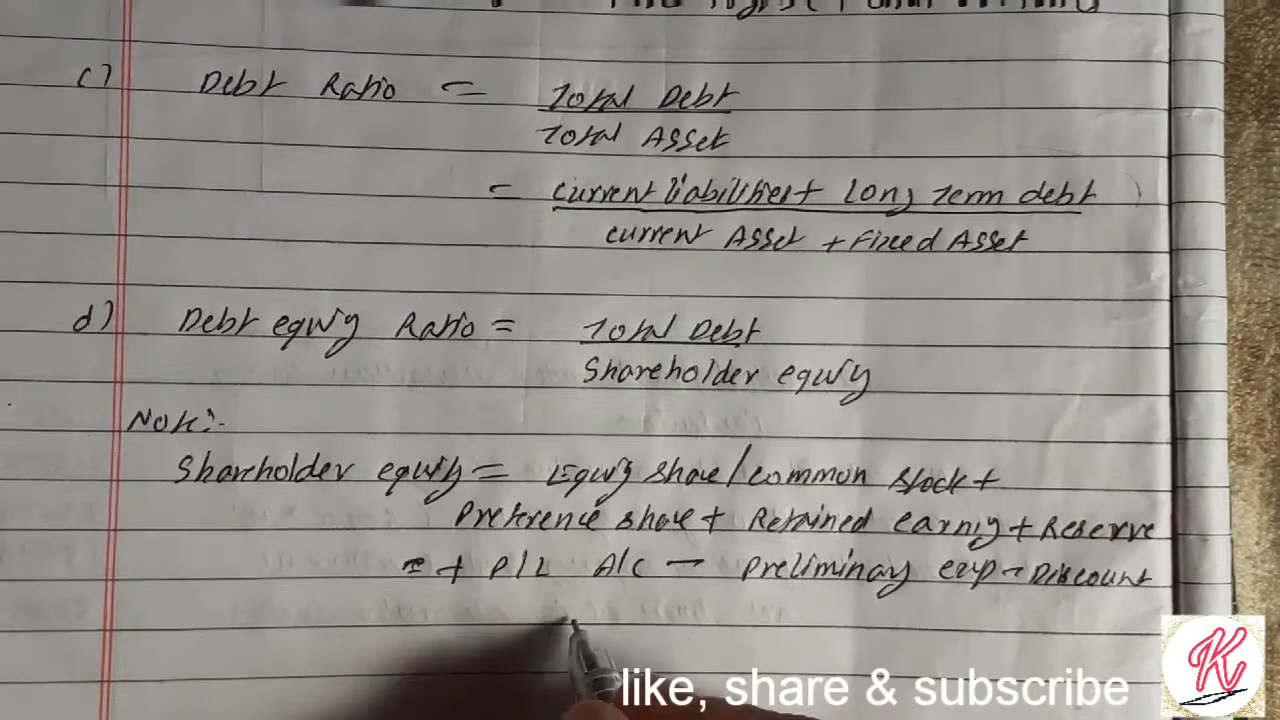 c) Debt Ratio = Total Debt
Total Asset
= current liabilities + Long Term debt
current Asset + Fixed Asset
d) Debt equity Ratio = Total Debt
Shareholder equity
Note:-
Shareholder equity = Equity share/common stock +
Preference share + Retained earnig + Reserve
+ P/L A/C - Preliminary exp - Discount
like, share & subscribe
K